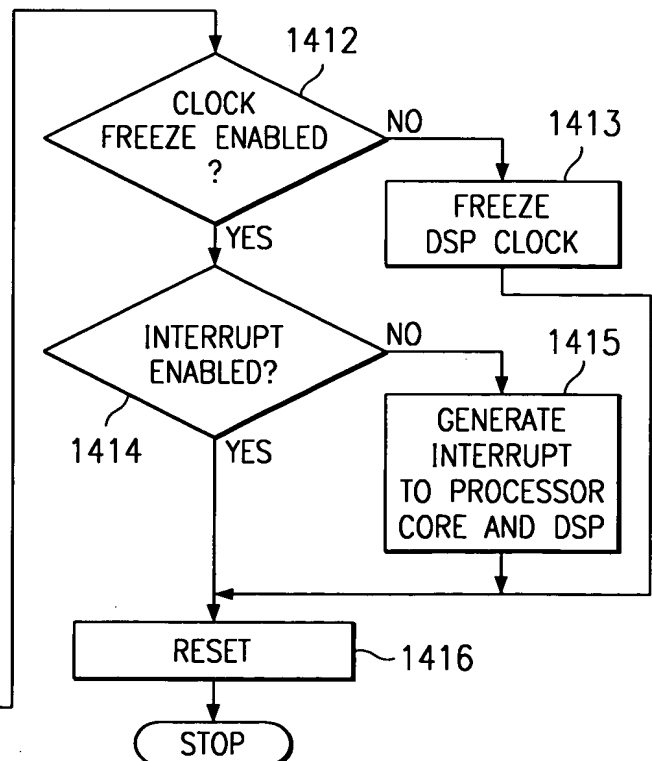 1412
CLOCK
FREEZE ENABLED
?
NO
1413
FREEZE
DSP CLOCK
YES
INTERRUPT
ENABLED?
NO
1415
1414
YES
GENERATE
INTERRUPT
TO PROCESSOR
CORE AND DSP
RESET
1416
STOP